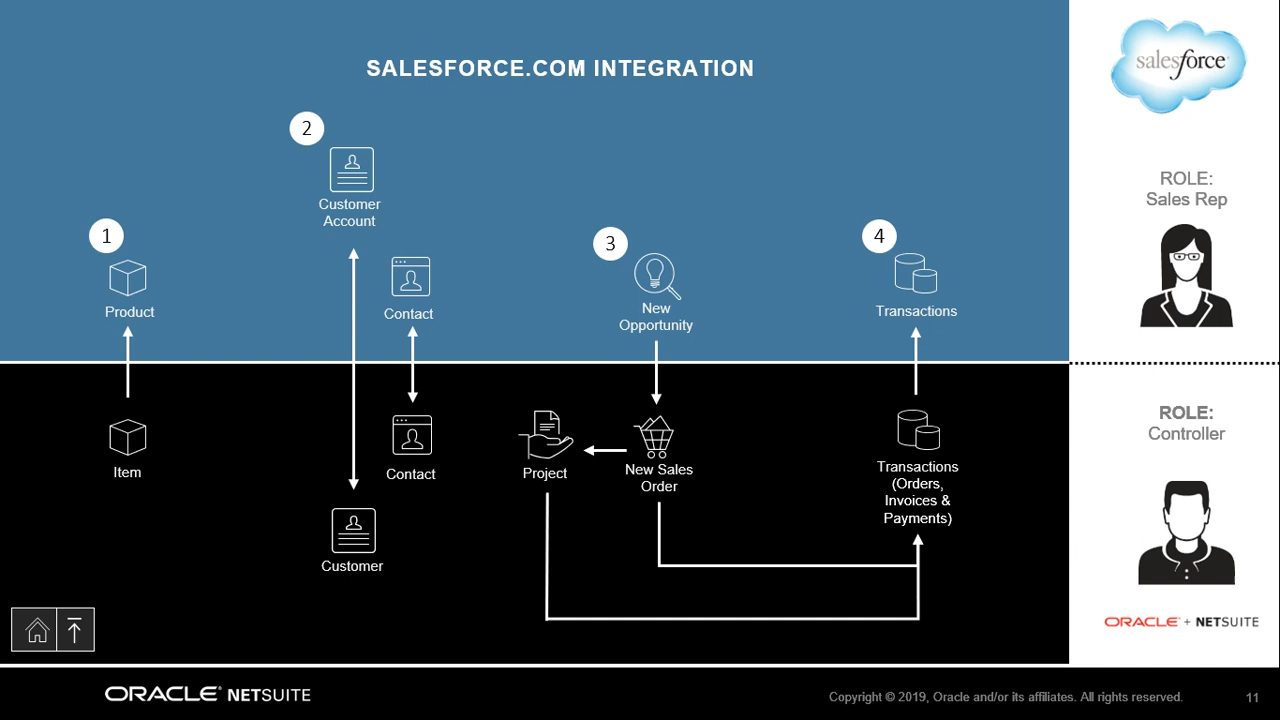 SALESFORCE.COM INTEGRATION
salesforce
2
Customer
Account
ROLE:
Sales Rep
1
Product
Contact
3
New
Opportunity
4
Transactions
Item
Contact
Customer
Project
New Sales
Order
Transactions
(Orders,
Invoices &
Payments)
ROLE:
Controller
ORACLE + NETSUITE
ORACLE® NETSUITE
Copyright © 2019, Oracle and/or its affiliates. All rights reserved.
11